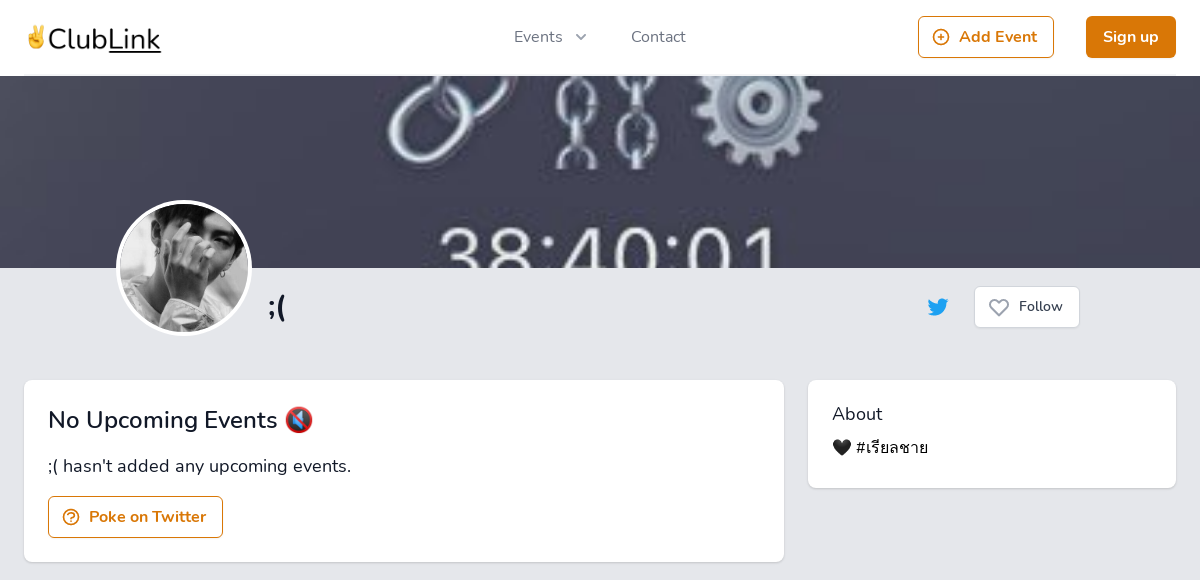 ✌️ClubLink
Events
Contact
Add Event
Sign up
38:40:01
;(
Follow
No Upcoming Events 🔇
;( hasn't added any upcoming events.
Poke on Twitter
About
🖤 #เรียลชาย